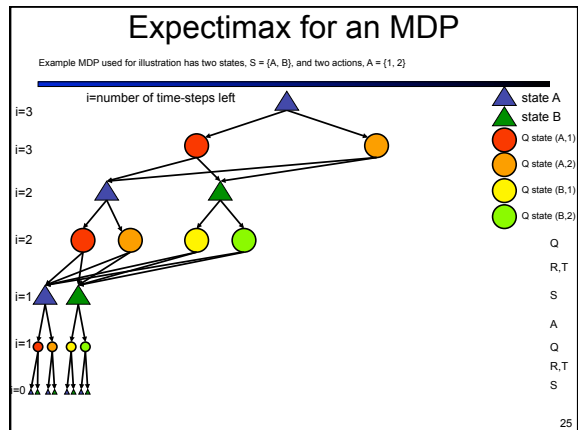 Expectimax for an MDP
Example MDP used for illustration has two states, S = {A, B}, and two actions, A = {1, 2}
i=number of time-steps left
i=3
i=3
i=2
i=2
i=1
i=1
i=0
state A
state B
Q state (A,1)
Q state (A,2)
Q state (B,1)
Q state (B,2)
Q
R,T
S
A
Q
R,T
S
25